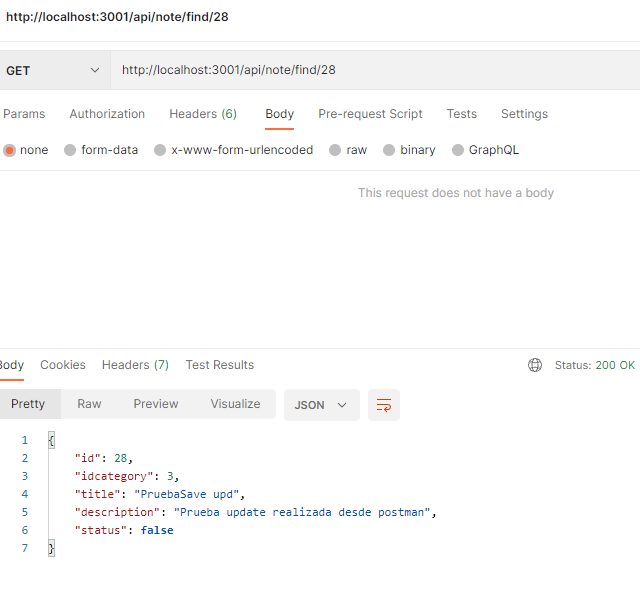 http://localhost:3001/api/note/find/28
GET http://localhost:3001/api/note/find/28
Params Authorization Headers (6) Body Pre-request Script Tests Settings
none form-data x-www-form-urlencoded raw binary GraphQL
This request does not have a body
Body Cookies Headers (7) Test Results Status: 200 OK
Pretty Raw Preview Visualize JSON
1 {
2 "id": 28,
3 "idcategory": 3,
4 "title": "PruebaSave upd",
5 "description": "Prueba update realizada desde postman",
6 "status": false
7 }